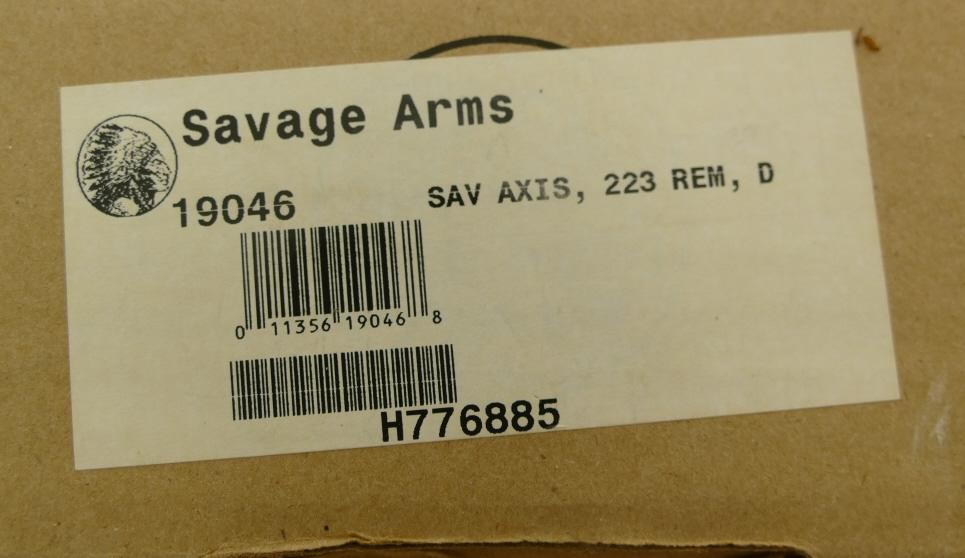 Savage Arms
19046 SAV AXIS, 223 REM, D
0 11356 19046 8
H776885